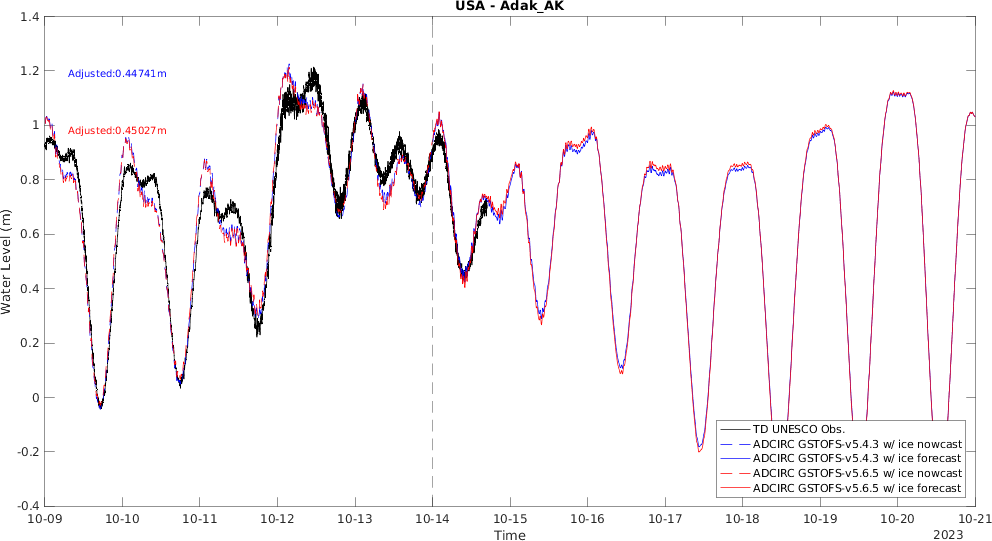 USA - Adak_AK
1.4
1.2
1
0.8
0.6
0.4
0.2
0
-0.2
-0.4
Water Level (m)
Adjusted:0.44741m
Adjusted:0.45027m
TD UNESCO Obs.
ADCIRC GSTOFS-v5.4.3 w/ ice nowcast
ADCIRC GSTOFS-v5.4.3 w/ ice forecast
ADCIRC GSTOFS-v5.6.5 w/ ice nowcast
ADCIRC GSTOFS-v5.6.5 w/ ice forecast
10-09 10-10 10-11 10-12 10-13 10-14 10-15 10-16 10-17 10-18 10-19 10-20 10-21
Time
2023